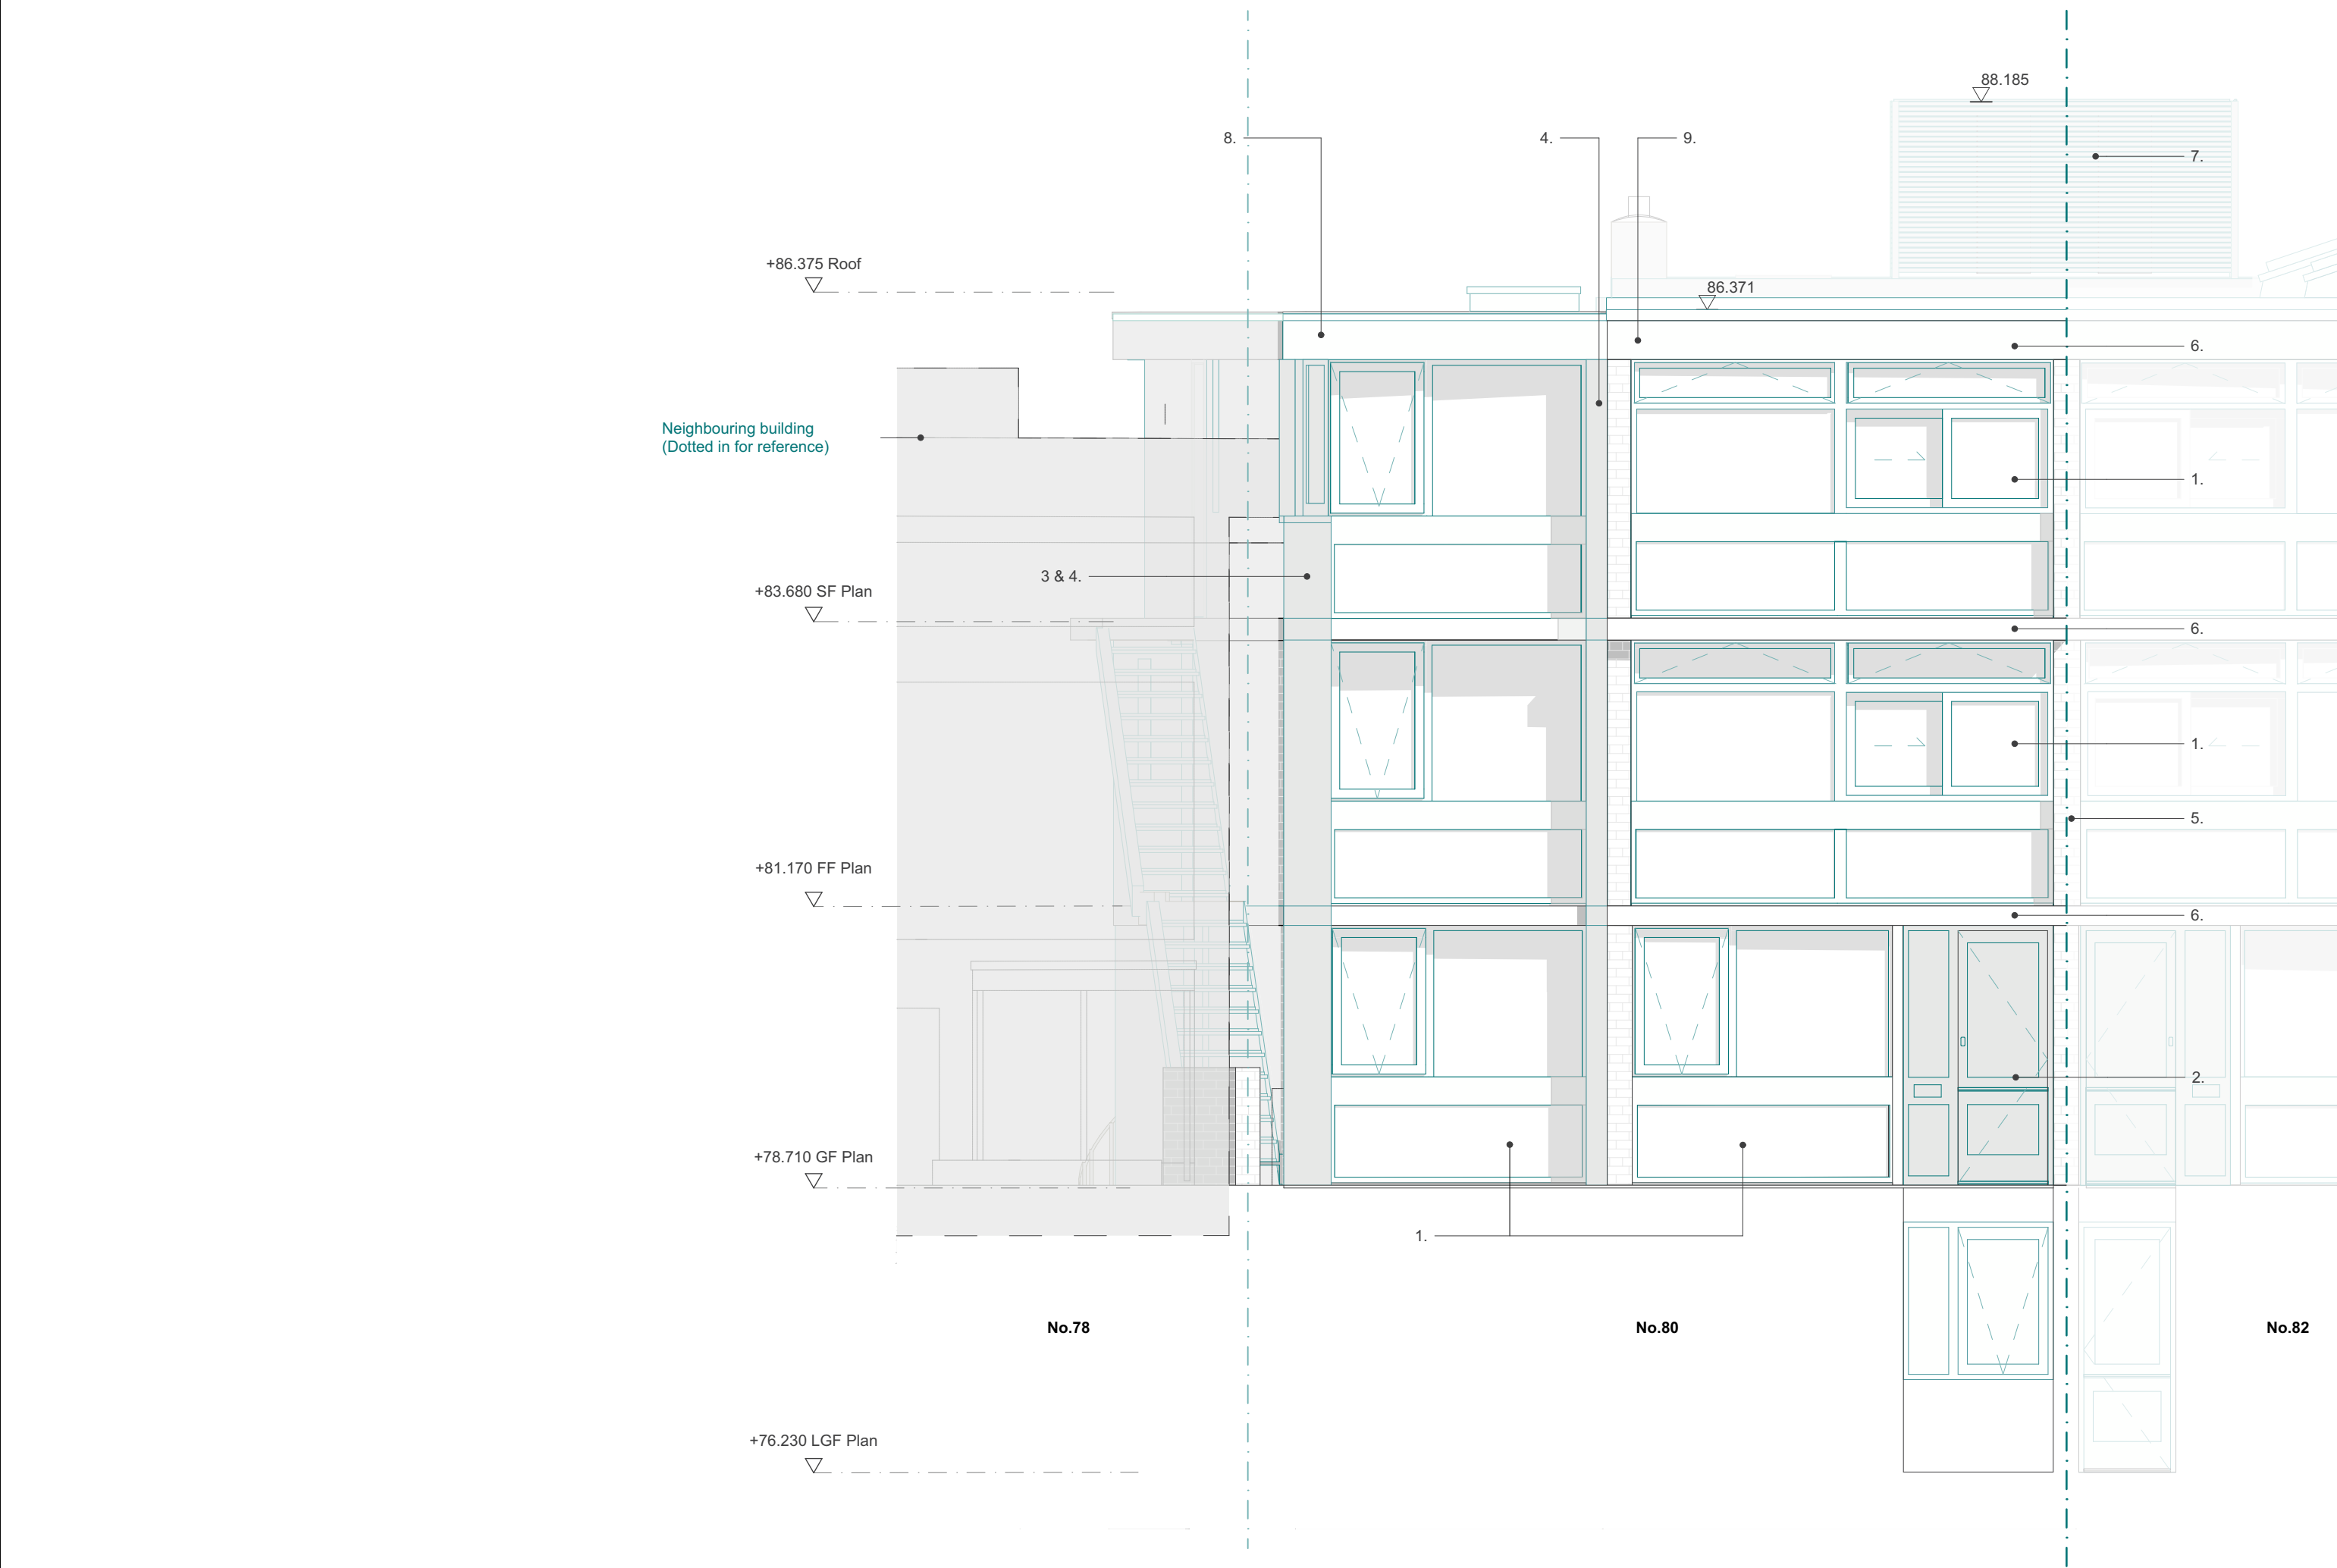 88.185
8.
4.
9.
7.
+86.375 Roof
86.371
6.
Neighbouring building
(Dotted in for reference)
1.
3 & 4.
+83.680 SF Plan
6.
1.
5.
+81.170 FF Plan
6.
2.
+78.710 GF Plan
1.
No.78
No.80
No.82
+76.230 LGF Plan